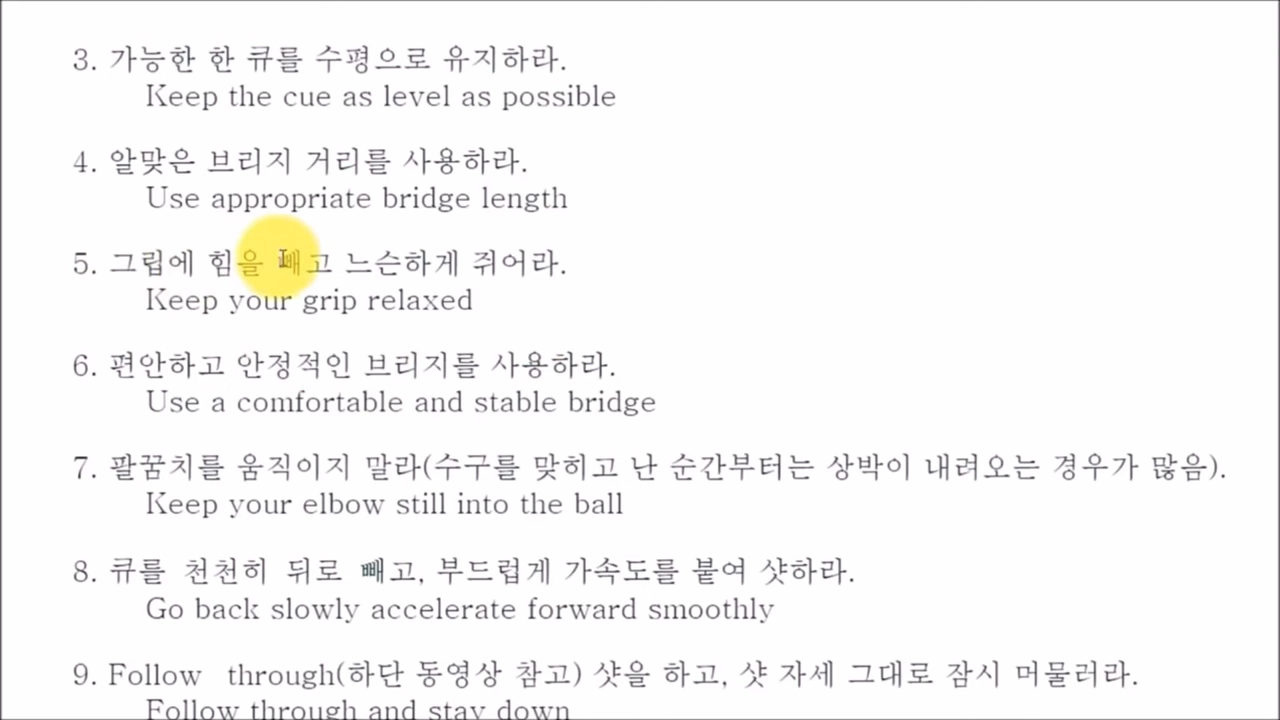 3. 가능한 한 큐를 수평으로 유지하라.
Keep the cue as level as possible
4. 알맞은 브리지 거리를 사용하라.
Use appropriate bridge length
5. 그립에 힘을 빼고 느슨하게 쥐어라.
Keep your grip relaxed
6. 편안하고 안정적인 브리지를 사용하라.
Use a comfortable and stable bridge
7. 팔꿈치를 움직이지 말라(수구를 맞히고 난 순간부터는 상박이 내려오는 경우가 많음).
Keep your elbow still into the ball
8. 큐를 천천히 뒤로 빼고, 부드럽게 가속도를 붙여 샷하라.
Go back slowly accelerate forward smoothly
9. Follow through(하단 동영상 참고) 샷을 하고, 샷 자세 그대로 잠시 머물러라.
Follow through and stay down